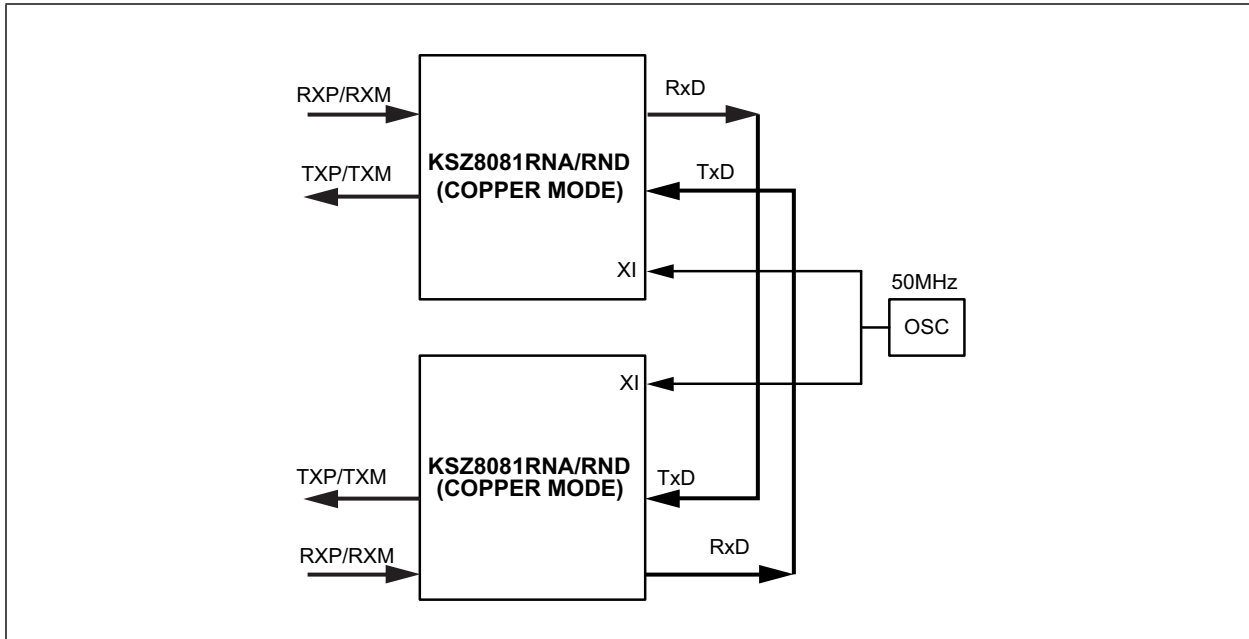 RXP/RXM
RxD
KSZ8081RNA/RND
(COPPER MODE)
TXP/TXM
TxD
XI
50MHz
OSC
XI
KSZ8081RNA/RND
(COPPER MODE)
TXP/TXM
TxD
RXP/RXM
RxD